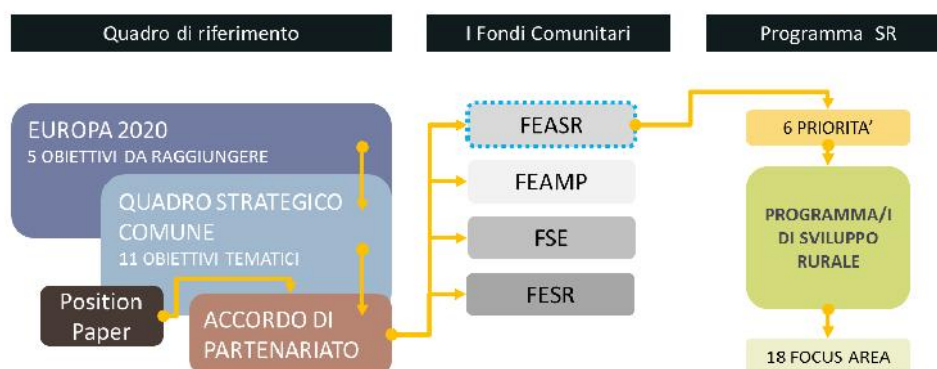 Quadro di riferimento
I Fondi Comunitari
Programma SR
EUROPA 2020
5 OBIETTIVI DA RAGGIUNGERE
QUADRO STRATEGICO
COMUNE
11 OBIETTIVI TEMATICI
Position
Paper
ACCORDO DI
PARTENARIATO
FEASR
FEAMP
FSE
FESR
6 PRIORITA’
PROGRAMMA/I
DI SVILUPPO
RURALE
18 FOCUS AREA